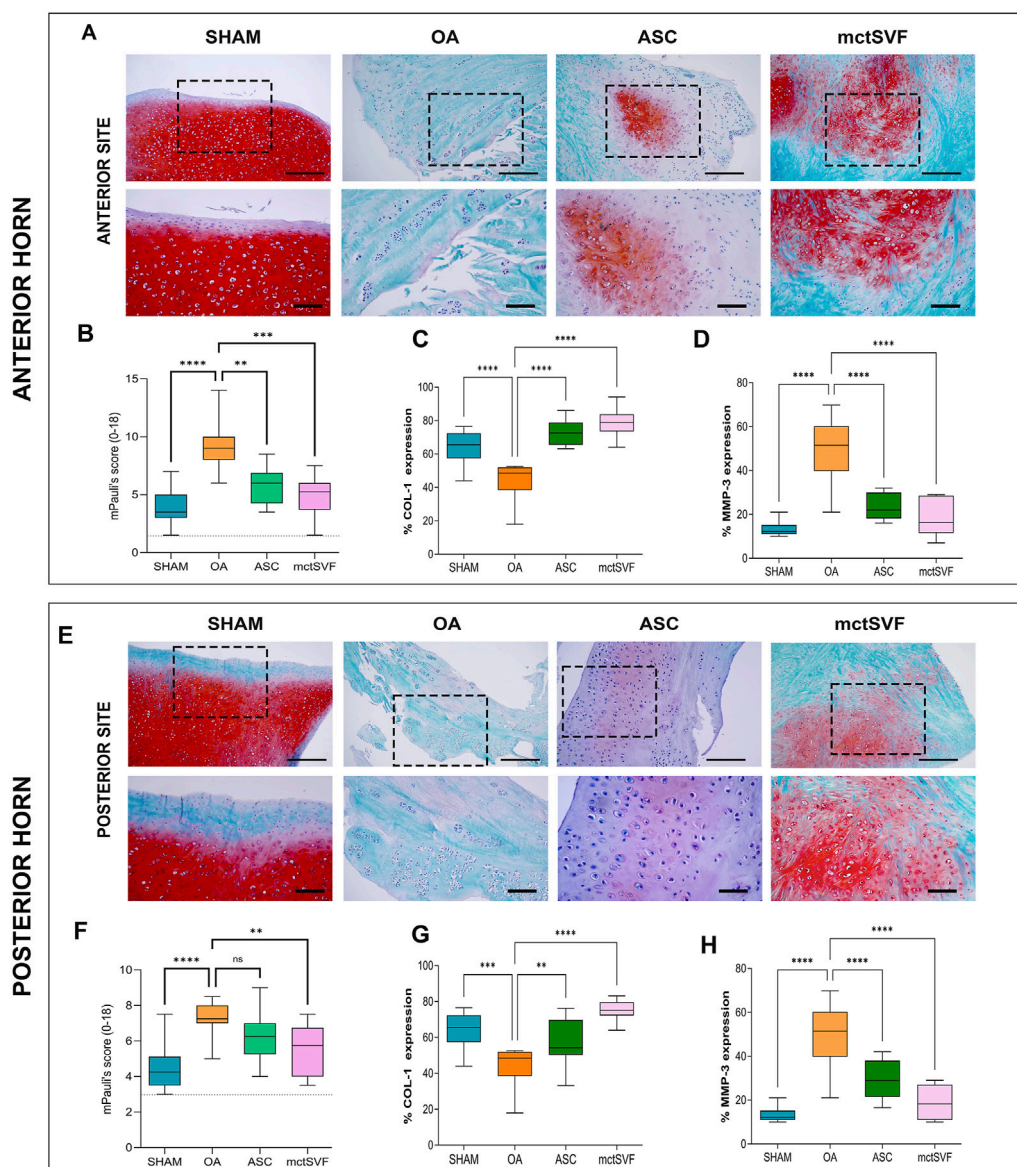 ANTERIOR HORN
A
SHAM OA ASC mctSVF
ANTERIOR SITE
B
*** 
**** **
mPauli's score (0-18)
15
10
5
0
SHAM OA ASC mctSVF
C
****
**** ****
% COL-1 expression
100
80
60
40
20
0
SHAM OA ASC mctSVF
D
****
**** ****
% MMP-3 expression
80
60
40
20
0
SHAM OA ASC mctSVF
POSTERIOR HORN
E
SHAM OA ASC mctSVF
POSTERIOR SITE
F
**
**** ns
mPauli's score (0-18)
8
6
4
2
0
SHAM OA ASC mctSVF
G
****
*** **
% COL-1 expression
100
80
60
40
20
0
SHAM OA ASC mctSVF
H
****
**** ****
% MMP-3 expression
80
60
40
20
0
SHAM OA ASC mctSVF